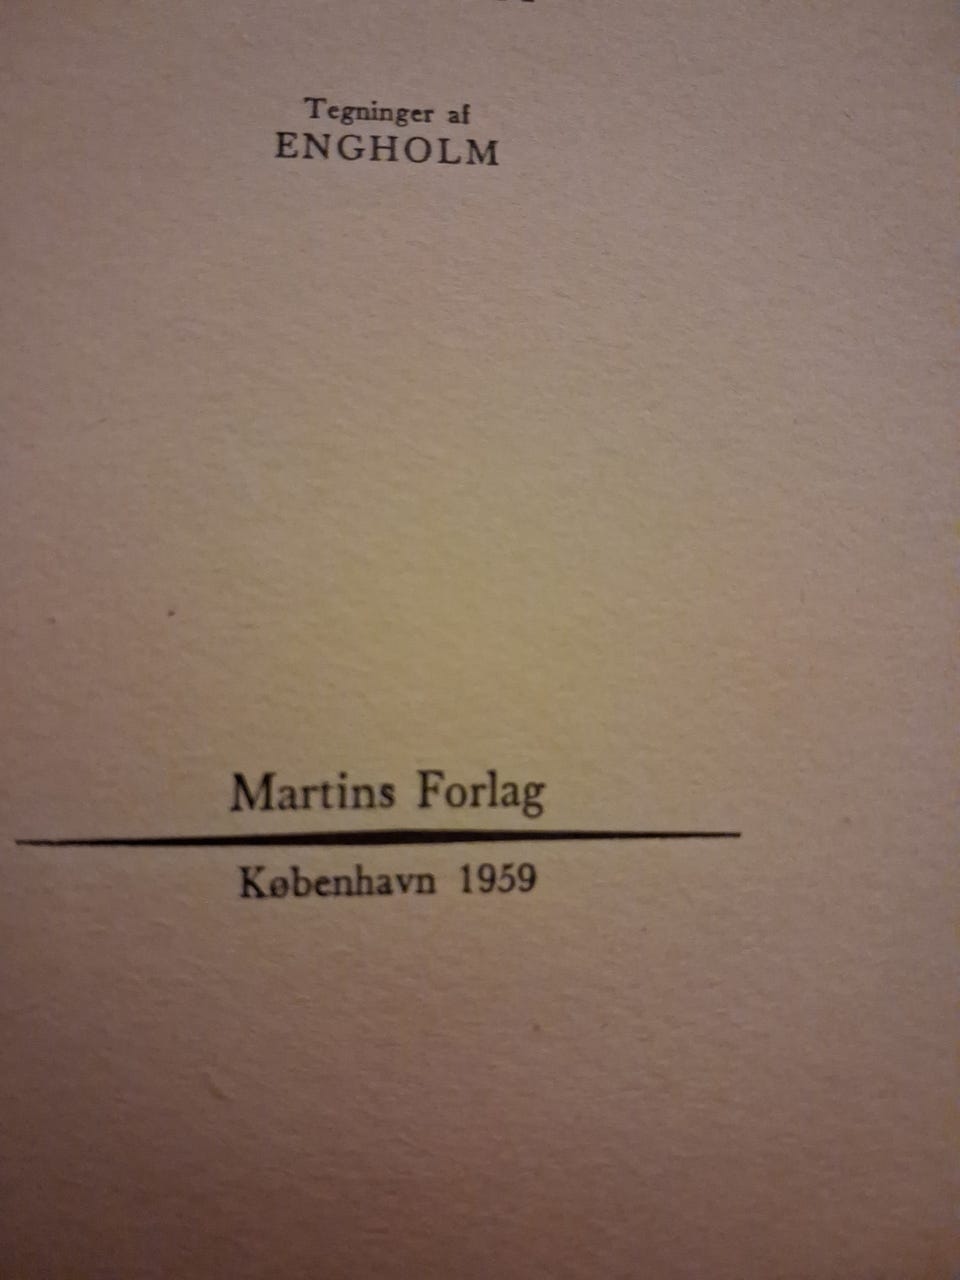 Tegninger af
ENGHOLM
Martins Forlag
København 1959